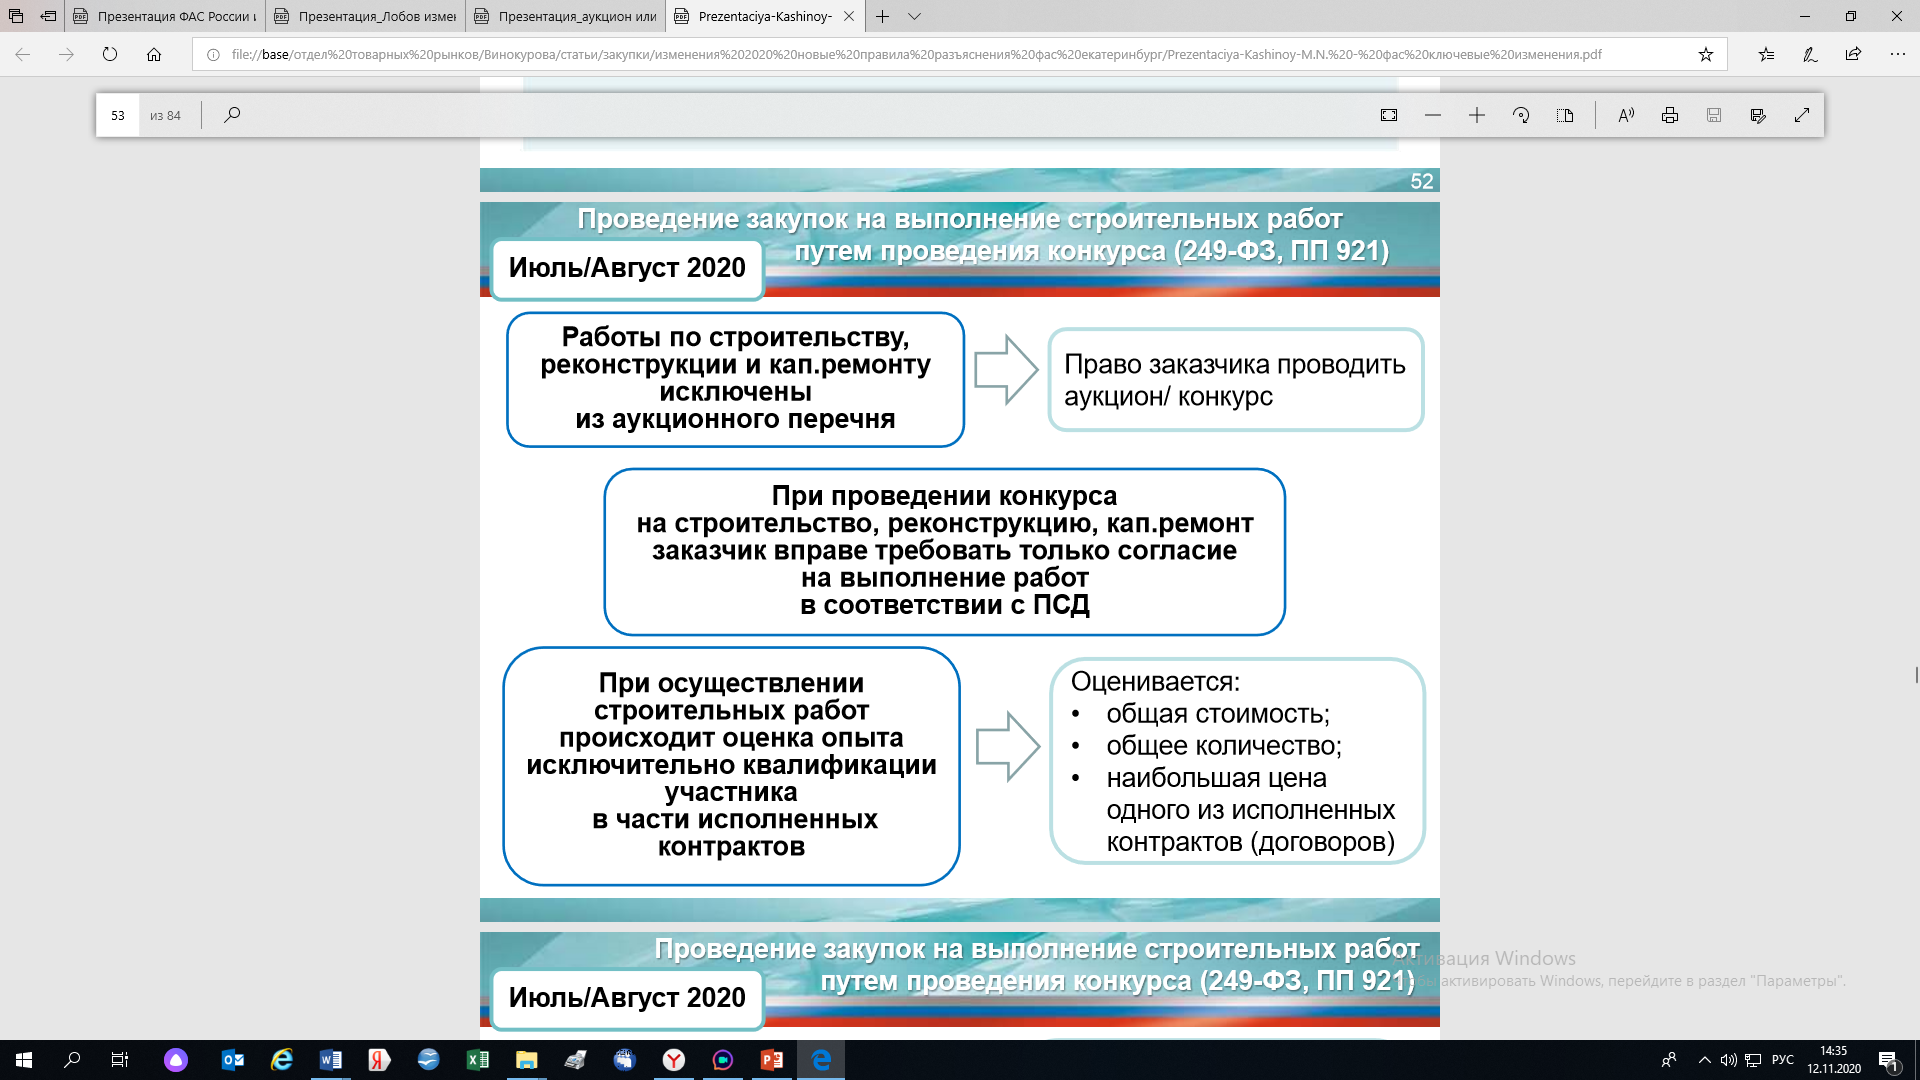 Презентация ФАС России и
Презентация_Лобов измен
Презентация_аукцион или
Prezentaciya-Kashinoy-
file://base/отдел%20товарных%20рынков/Винокурова/статьи/закупки/изменения%202020%20новые%20правила%20разъяснения%20фас%20екатеринбург/Prezentaciya-Kashinoy-M.N.%20-%20фас%20ключевые%20изменения.pdf
53 из 84
52
Проведение закупок на выполнение строительных работ
путем проведения конкурса (249-ФЗ, ПП 921)
Июль/Август 2020
Работы по строительству,
реконструкции и кап.ремонту
исключены
из аукционного перечня
Право заказчика проводить
аукцион/ конкурс
При проведении конкурса
на строительство, реконструкцию, кап.ремонт
заказчик вправе требовать только согласие
на выполнение работ
в соответствии с ПСД
При осуществлении
строительных работ
происходит оценка опыта
исключительно квалификации
участника
в части исполненных
контрактов
Оценивается:
• общая стоимость;
• общее количество;
• наибольшая цена
одного из исполненных
контрактов (договоров)
Проведение закупок на выполнение строительных работ
путем проведения конкурса (249-ФЗ, ПП 921)
Июль/Август 2020
Активация Windows
Чтобы активировать Windows, перейдите в раздел "Параметры".
РУС
14:35
12.11.2020
1